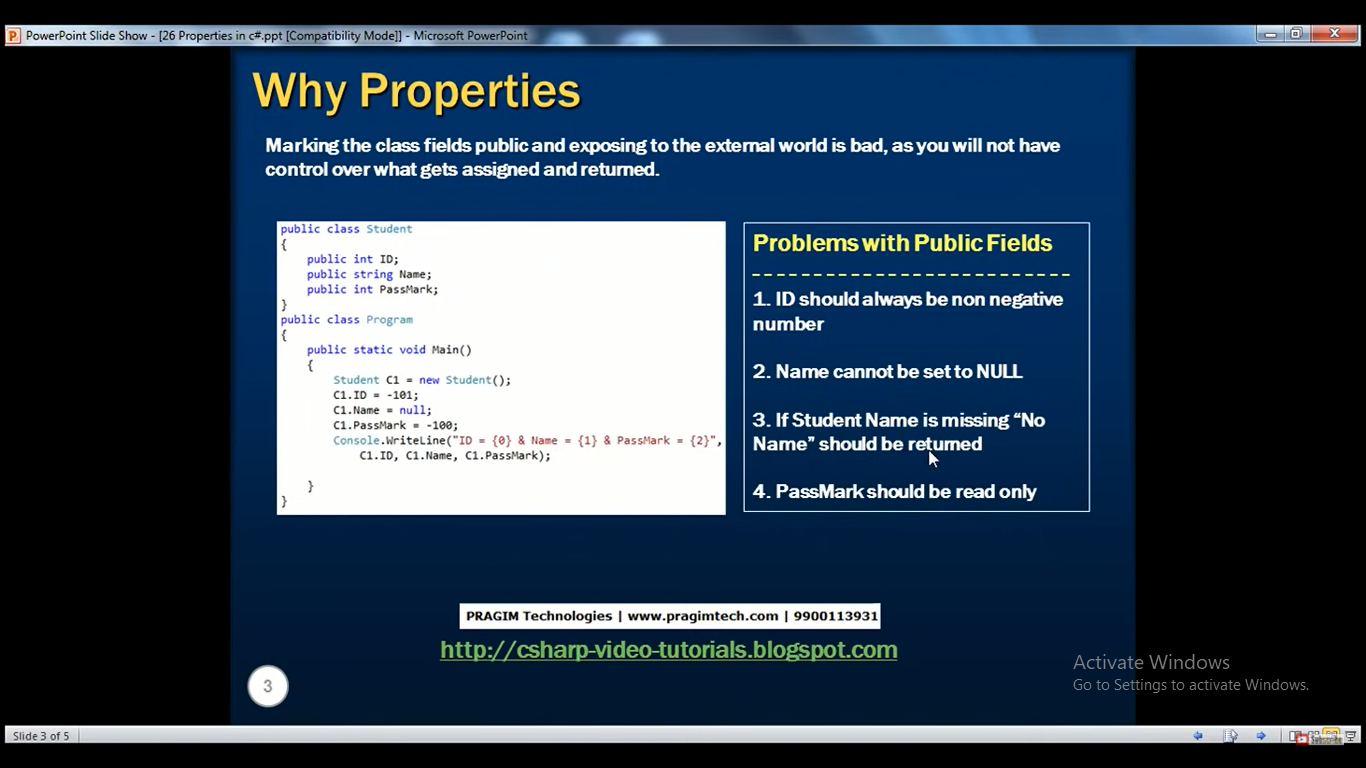 PowerPoint Slide Show - [26 Properties in c#.ppt [Compatibility Mode]] - Microsoft PowerPoint
Why Properties
Marking the class fields public and exposing to the external world is bad, as you will not have
control over what gets assigned and returned.
public class Student
{
public int ID;
public string Name;
public int PassMark;
}
public class Program
{
public static void Main()
{
Student C1 = new Student();
C1.ID = -101;
C1.Name = null;
C1.PassMark = -100;
Console.WriteLine("ID = {0} & Name = {1} & PassMark = {2}",
C1.ID, C1.Name, C1.PassMark);
}
}
Problems with Public Fields
--------------------------
1. ID should always be non negative
number
2. Name cannot be set to NULL
3. If Student Name is missing “No
Name” should be returned
4. PassMark should be read only
PRAGIM Technologies | www.pragimtech.com | 9900113931
http://csharp-video-tutorials.blogspot.com
3
Activate Windows
Go to Settings to activate Windows.
Slide 3 of 5